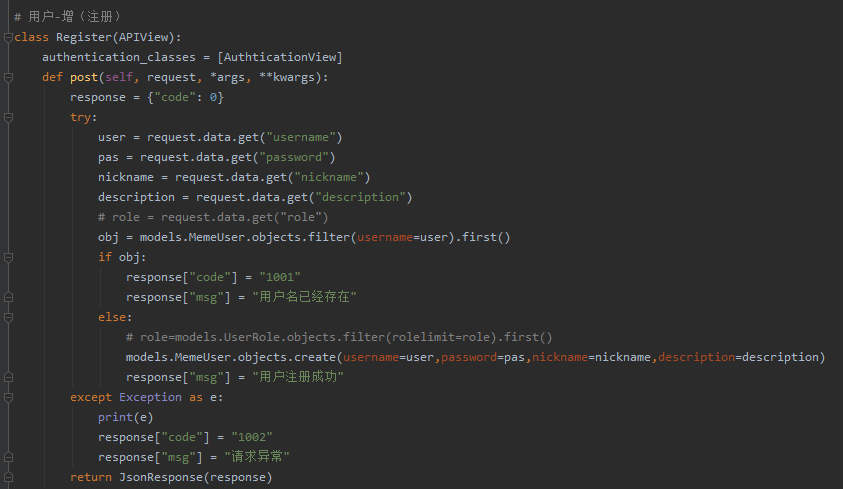 # 用户-增（注册）
class Register(APIView):
    authentication_classes = [AuthticationView]
    def post(self, request, *args, **kwargs):
        response = {"code": 0}
        try:
            user = request.data.get("username")
            pas = request.data.get("password")
            nickname = request.data.get("nickname")
            description = request.data.get("description")
            # role = request.data.get("role")
            obj = models.MemeUser.objects.filter(username=user).first()
            if obj:
                response["code"] = "1001"
                response["msg"] = "用户名已经存在"
            else:
                # role=models.UserRole.objects.filter(rolelimit=role).first()
                models.MemeUser.objects.create(username=user,password=pas,nickname=nickname,description=description)
                response["msg"] = "用户注册成功"
        except Exception as e:
            print(e)
            response["code"] = "1002"
            response["msg"] = "请求异常"
        return JsonResponse(response)